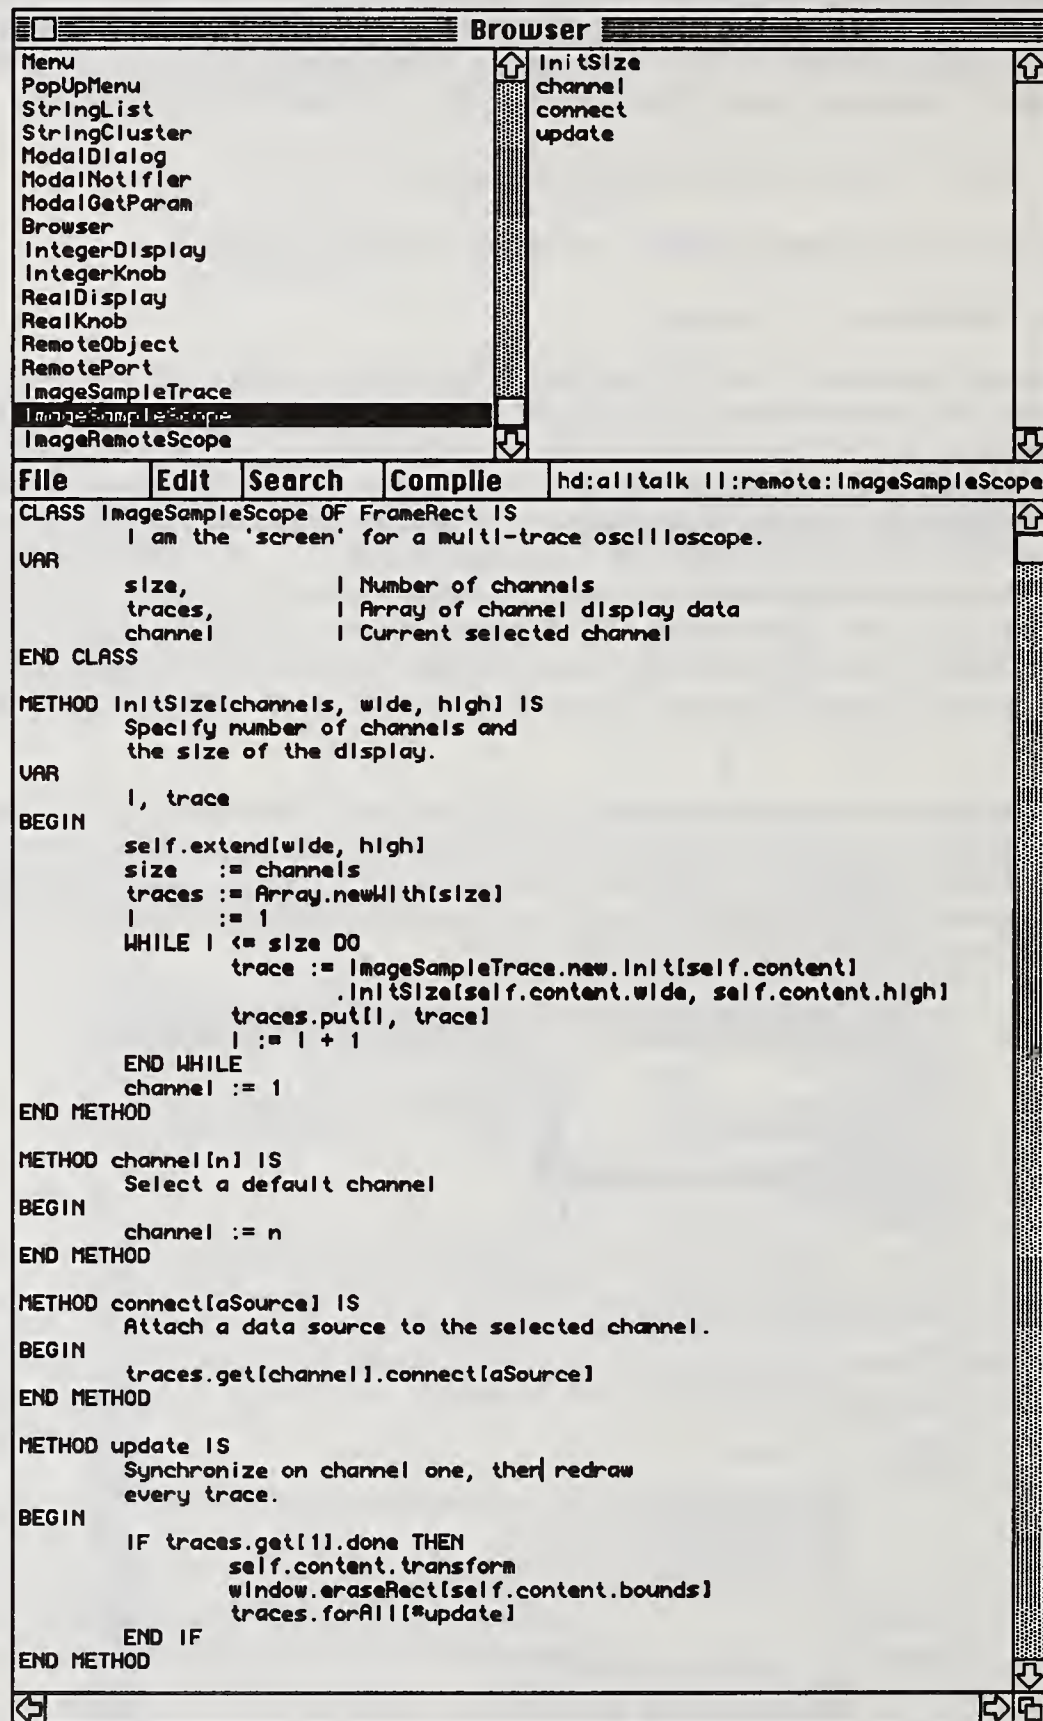 Browser
Menu
PopUpMenu
StringList
StringCluster
ModalDialog
ModalNotifier
ModalGetParam
Browser
IntegerDisplay
IntegerKnob
RealDisplay
RealKnob
RemoteObject
RemotePort
ImageSampleTrace
ImageSampleScope
ImageRemoteScope
initSize
channel
connect
update
File Edit Search Compile hd:alltalk II:remote:ImageSampleScope
CLASS ImageSampleScope OF FrameRect IS
I am the 'screen' for a multi-trace oscilloscope.
VAR
size, | Number of channels
traces, | Array of channel display data
channel | Current selected channel
END CLASS
METHOD initSize[channels, wide, high] IS
Specify number of channels and
the size of the display.
VAR
i, trace
BEGIN
self.extend[wide, high]
size := channels
traces := Array.newWith[size]
i := 1
WHILE i <= size DO
trace := ImageSampleTrace.new.init[self.content]
.initSize[self.content.wide, self.content.high]
traces.put[i, trace]
i := i + 1
END WHILE
channel := 1
END METHOD
METHOD channel[n] IS
Select a default channel
BEGIN
channel := n
END METHOD
METHOD connect[aSource] IS
Attach a data source to the selected channel.
BEGIN
traces.get[channel].connect[aSource]
END METHOD
METHOD update IS
Synchronize on channel one, then redraw
every trace.
BEGIN
IF traces.get[1].done THEN
self.content.transform
window.eraseRect[self.content.bounds]
traces.forAll[#update]
END IF
END METHOD